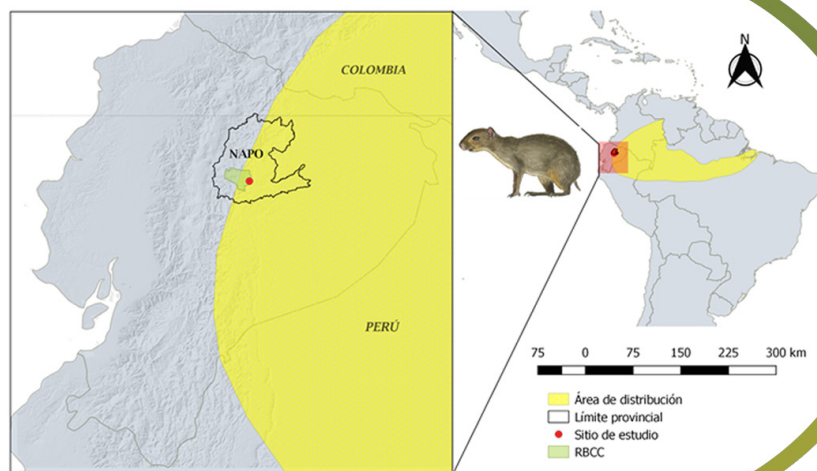 COLOMBIA
NAPO
PERÚ
N
75 0 75 150 225 300 km
Área de distribución
Límite provincial
Sitio de estudio
RBCC